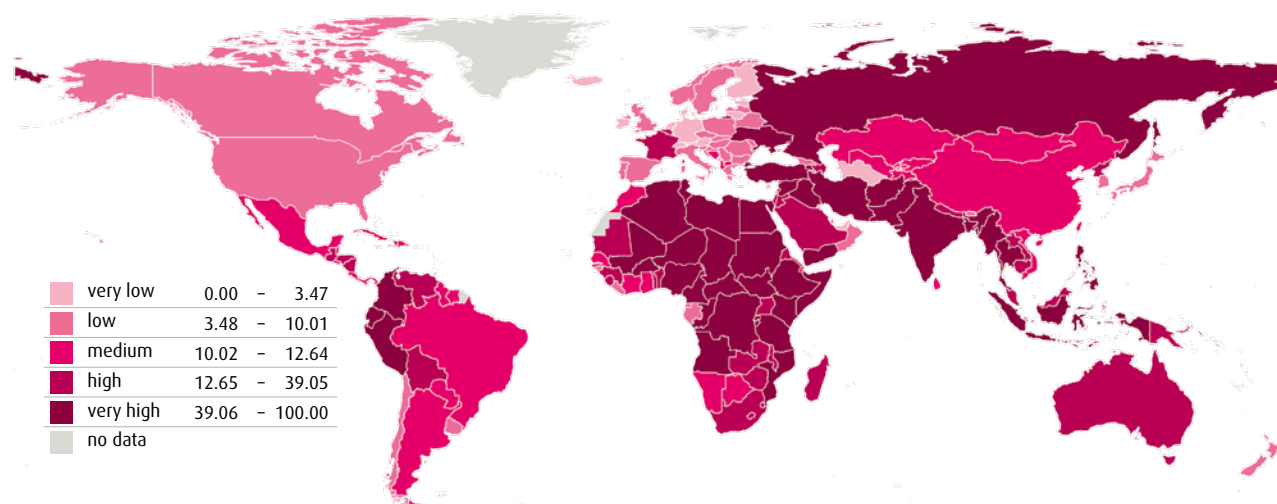 very low 0.00 – 3.47
low 3.48 – 10.01
medium 10.02 – 12.64
high 12.65 – 39.05
very high 39.06 – 100.00
no data